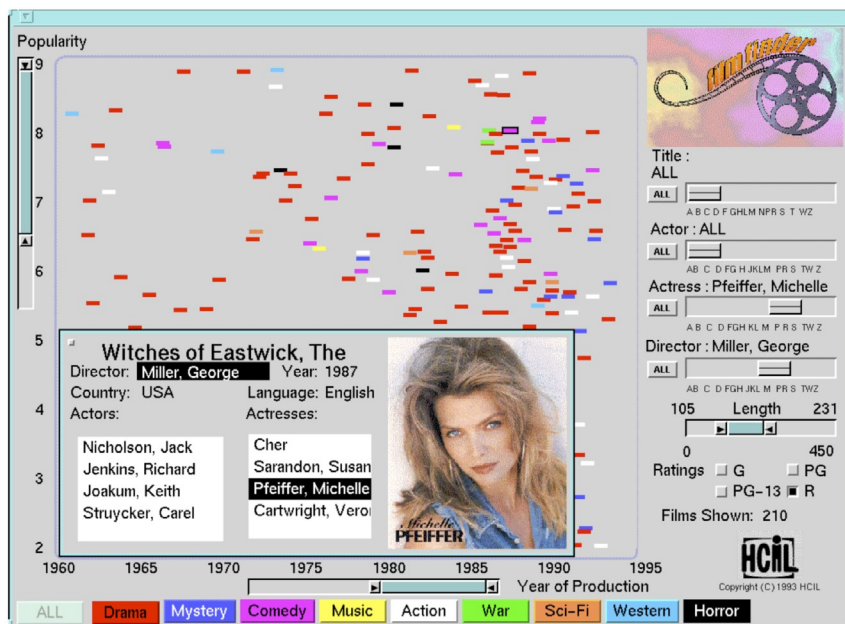 Popularity
film finder
9
8
7
6
5
4
3
2
1960 1965 1970 1975 1980 1985 1990 1995
Year of Production
Title :
ALL
ALL
A B C D F GHLM NPR S T WZ
Actor : ALL
ALL
AB C D FG H JKLM P R S TW Z
Actress : Pfeiffer, Michelle
ALL
A B C D FGH KL M P R S TW Z
Director : Miller, George
ALL
AB C D FGH JKL M P R S TWZ
105 Length 231
0 450
Ratings G PG
PG-13 R
Films Shown: 210
HCIL
Copyright (C) 1993 HCIL
Witches of Eastwick, The
Director: Miller, George Year: 1987
Country: USA Language: English
Actors: Actresses:
Nicholson, Jack
Jenkins, Richard
Joakum, Keith
Struycker, Carel
Cher
Sarandon, Susan
Pfeiffer, Michelle
Cartwright, Vero
Michelle
PFEIFFER
ALL Drama Mystery Comedy Music Action War Sci-Fi Western Horror